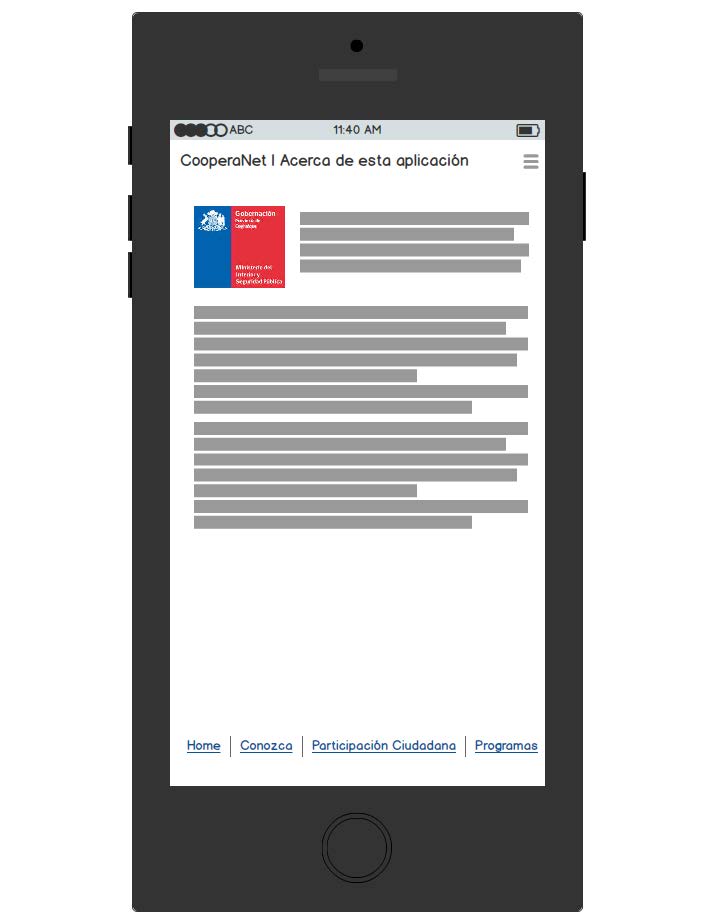 ABC
11:40 AM
CooperaNet | Acerca de esta aplicación
Gobernación
Provincia de
Coyhaique
Ministerio del
Interior y
Seguridad Pública
Home | Conozca | Participación Ciudadana | Programas